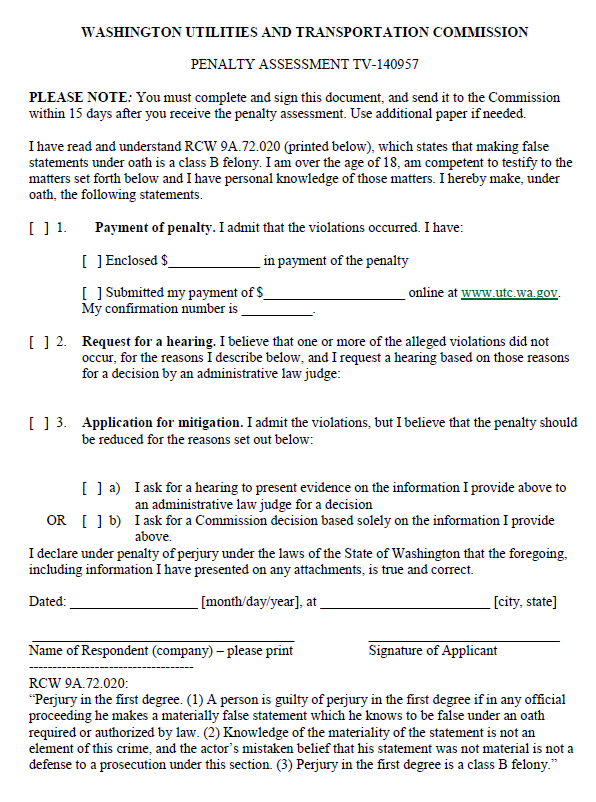 WASHINGTON UTILITIES AND TRANSPORTATION COMMISSION
PENALTY ASSESSMENT TV-140957
PLEASE NOTE: You must complete and sign this document, and send it to the Commission
within 15 days after you receive the penalty assessment. Use additional paper if needed.
I have read and understand RCW 9A.72.020 (printed below), which states that making false
statements under oath is a class B felony. I am over the age of 18, am competent to testify to the
matters set forth below and I have personal knowledge of those matters. I hereby make, under
oath, the following statements.
[ ] 1. Payment of penalty. I admit that the violations occurred. I have:
[ ] Enclosed $______________ in payment of the penalty
[ ] Submitted my payment of $_____________________ online at www.utc.wa.gov.
My confirmation number is ___________.
[ ] 2. Request for a hearing. I believe that one or more of the alleged violations did not
occur, for the reasons I describe below, and I request a hearing based on those reasons
for a decision by an administrative law judge:
[ ] 3. Application for mitigation. I admit the violations, but I believe that the penalty should
be reduced for the reasons set out below:
[ ] a) I ask for a hearing to present evidence on the information I provide above to
an administrative law judge for a decision
OR [ ] b) I ask for a Commission decision based solely on the information I provide
above.
I declare under penalty of perjury under the laws of the State of Washington that the foregoing,
including information I have presented on any attachments, is true and correct.
Dated: ____________________ [month/day/year], at __________________________ [city, state]
_________________________________________ ______________________________
Name of Respondent (company) – please print Signature of Applicant
-----------------------------------
RCW 9A.72.020:
“Perjury in the first degree. (1) A person is guilty of perjury in the first degree if in any official
proceeding he makes a materially false statement which he knows to be false under an oath
required or authorized by law. (2) Knowledge of the materiality of the statement is not an
element of this crime, and the actor’s mistaken belief that his statement was not material is not a
defense to a prosecution under this section. (3) Perjury in the first degree is a class B felony.”